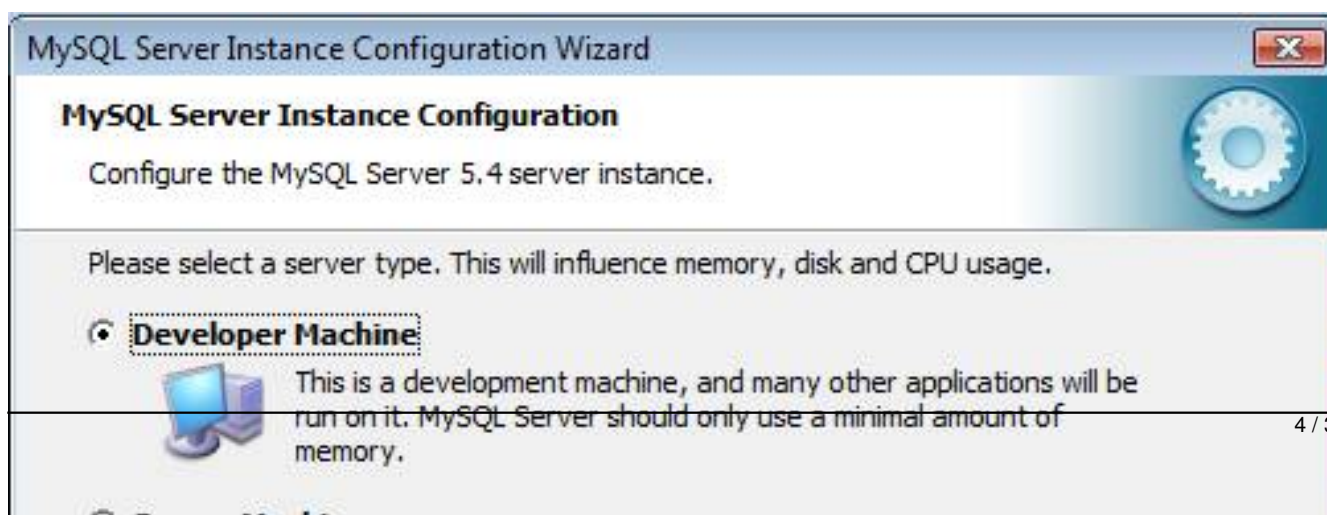 MySQL Server Instance Configuration Wizard
MySQL Server Instance Configuration
Configure the MySQL Server 5.4 server instance.
Please select a server type. This will influence memory, disk and CPU usage.
Developer Machine
This is a development machine, and many other applications will be
run on it. MySQL Server should only use a minimal amount of
memory.
4 / 3